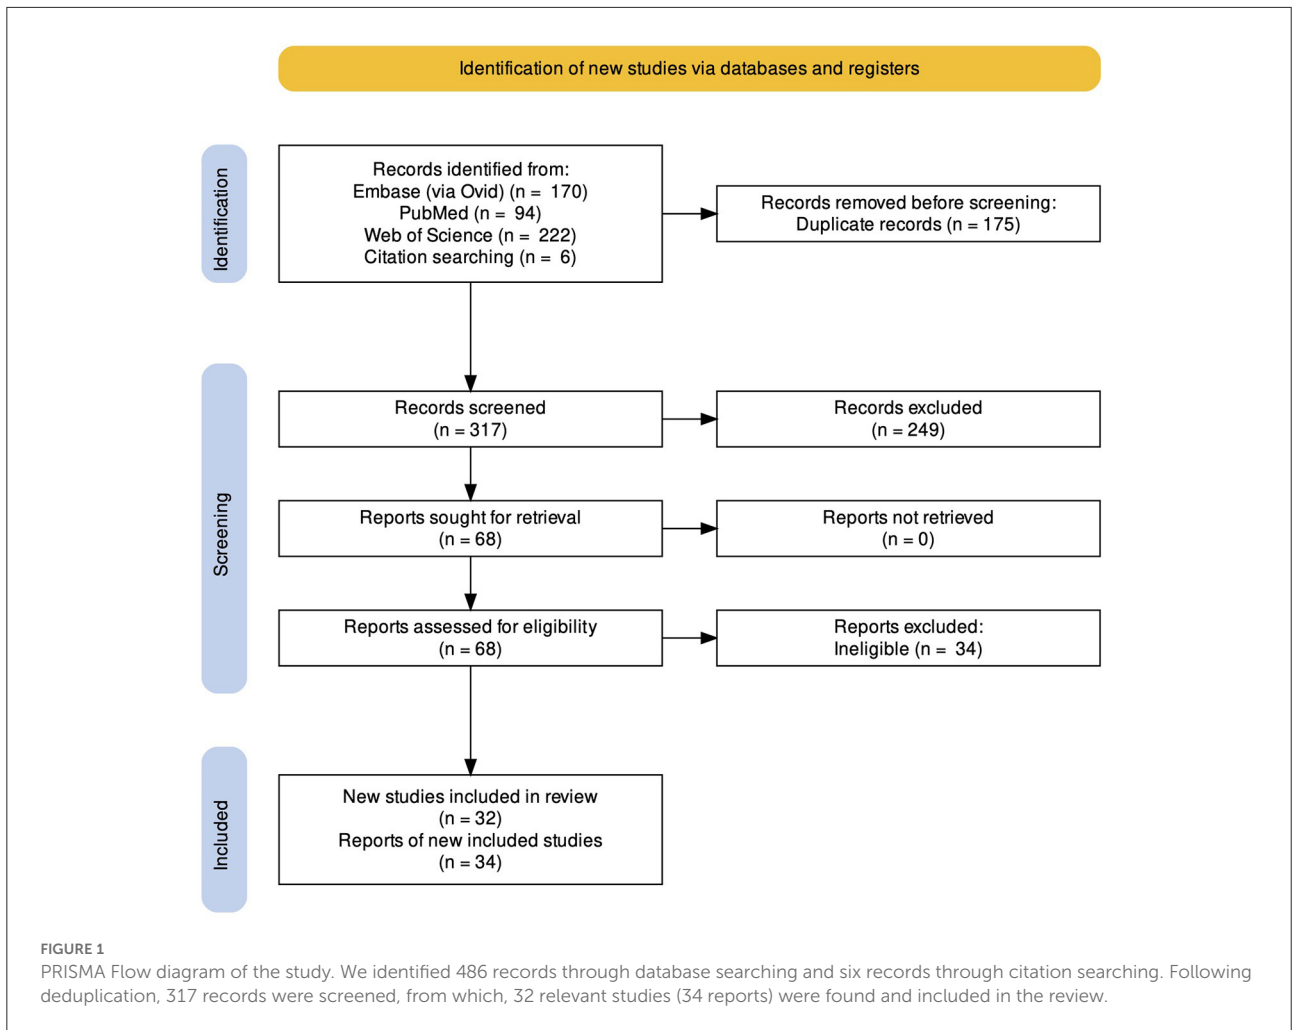 Identification of new studies via databases and registers
Identification
Records identified from:
Embase (via Ovid) (n = 170)
PubMed (n = 94)
Web of Science (n = 222)
Citation searching (n = 6)
Records removed before screening:
Duplicate records (n = 175)
Screening
Records screened
(n = 317)
Records excluded
(n = 249)
Reports sought for retrieval
(n = 68)
Reports not retrieved
(n = 0)
Reports assessed for eligibility
(n = 68)
Reports excluded:
Ineligible (n = 34)
Included
New studies included in review
(n = 32)
Reports of new included studies
(n = 34)
FIGURE 1
PRISMA Flow diagram of the study. We identified 486 records through database searching and six records through citation searching. Following
deduplication, 317 records were screened, from which, 32 relevant studies (34 reports) were found and included in the review.